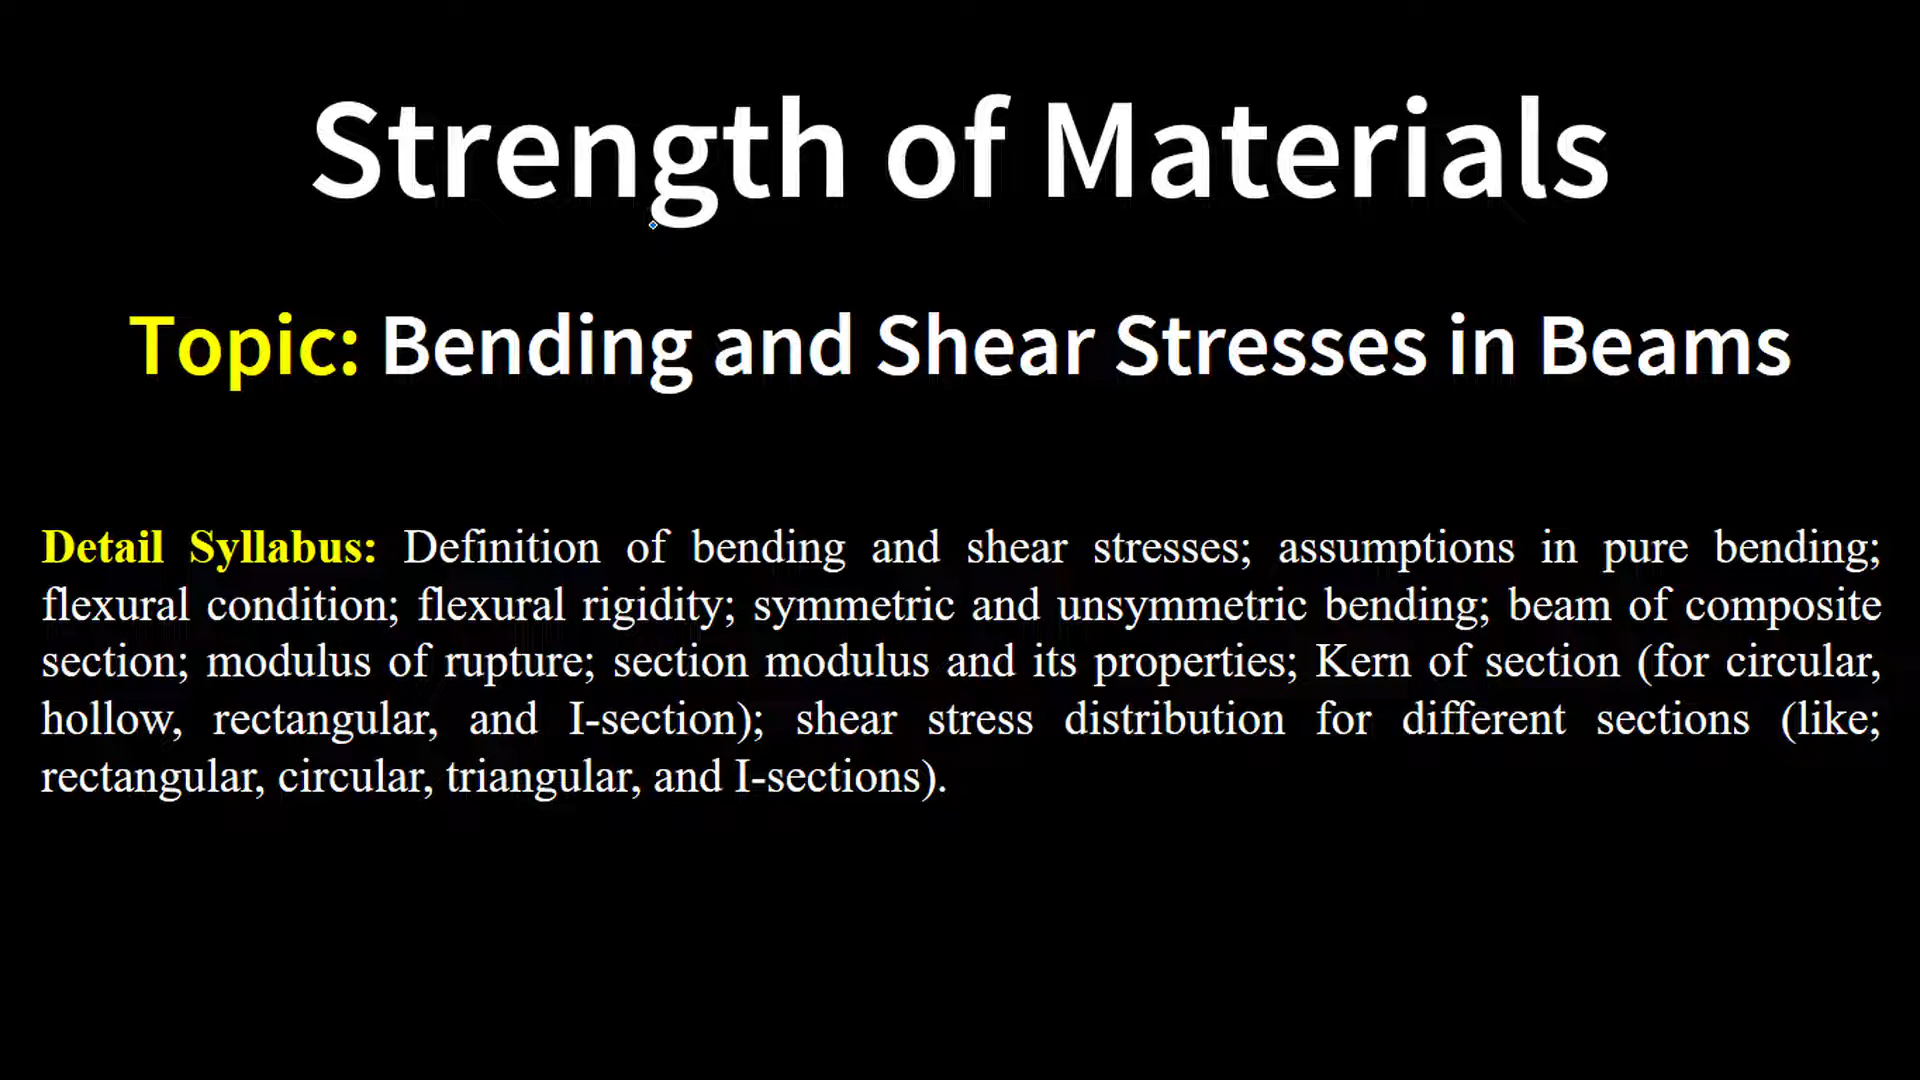 Strength of Materials
Topic: Bending and Shear Stresses in Beams
Detail Syllabus: Definition of bending and shear stresses; assumptions in pure bending;
flexural condition; flexural rigidity; symmetric and unsymmetric bending; beam of composite
section; modulus of rupture; section modulus and its properties; Kern of section (for circular,
hollow, rectangular, and I-section); shear stress distribution for different sections (like;
rectangular, circular, triangular, and I-sections).